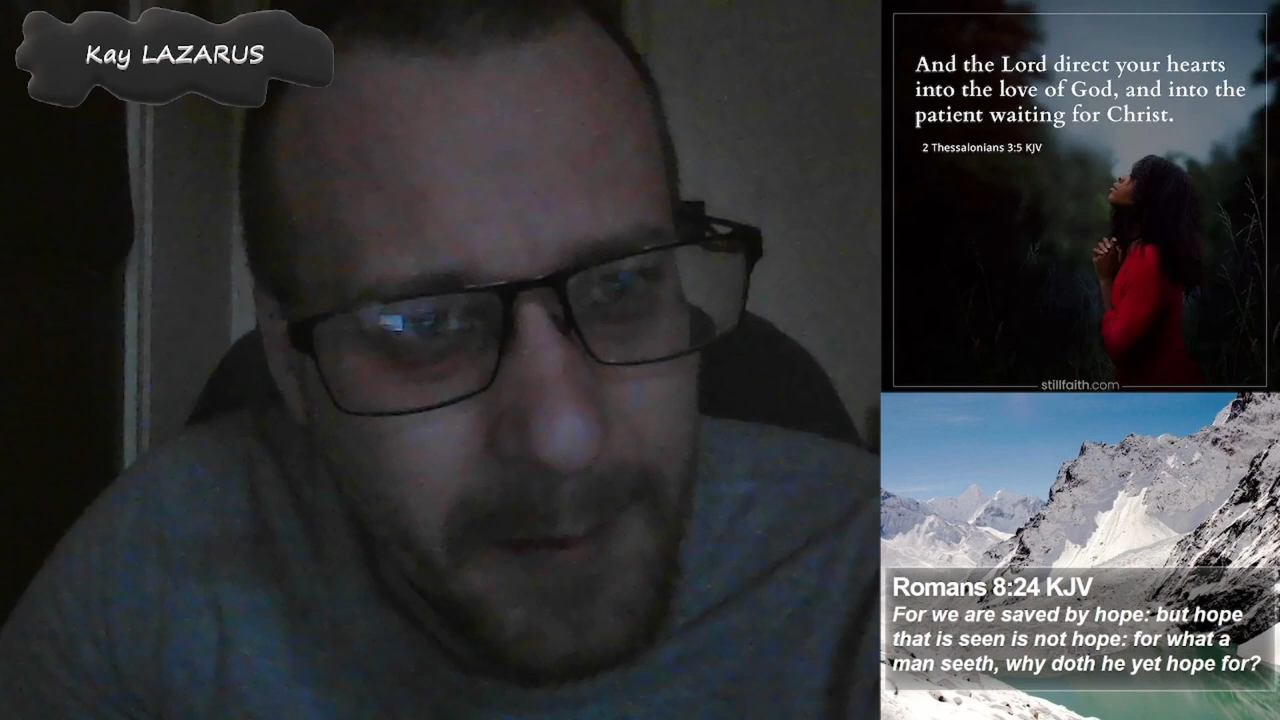 Kay LAZARUS
And the Lord direct your hearts
into the love of God, and into the
patient waiting for Christ.
2 Thessalonians 3:5 KJV
stillfaith.com
Romans 8:24 KJV
For we are saved by hope: but hope
that is seen is not hope: for what a
man seeth, why doth he yet hope for?